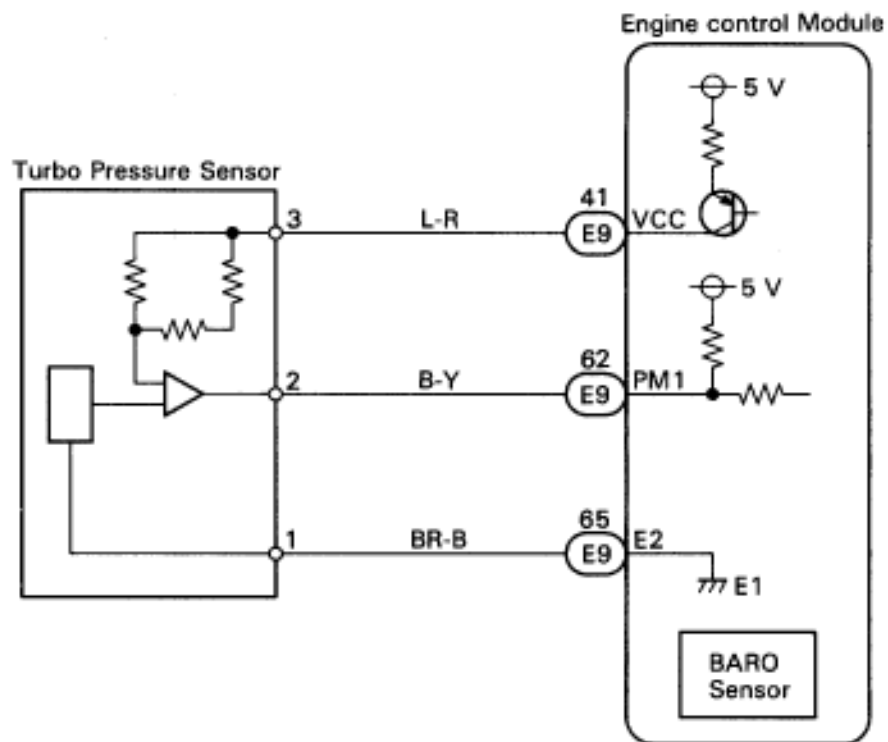 Engine control Module
5 V
Turbo Pressure Sensor
3
L-R
41
E9
VCC
5 V
2
B-Y
62
E9
PM1
1
BR-B
65
E9
E2
E1
BARO
Sensor